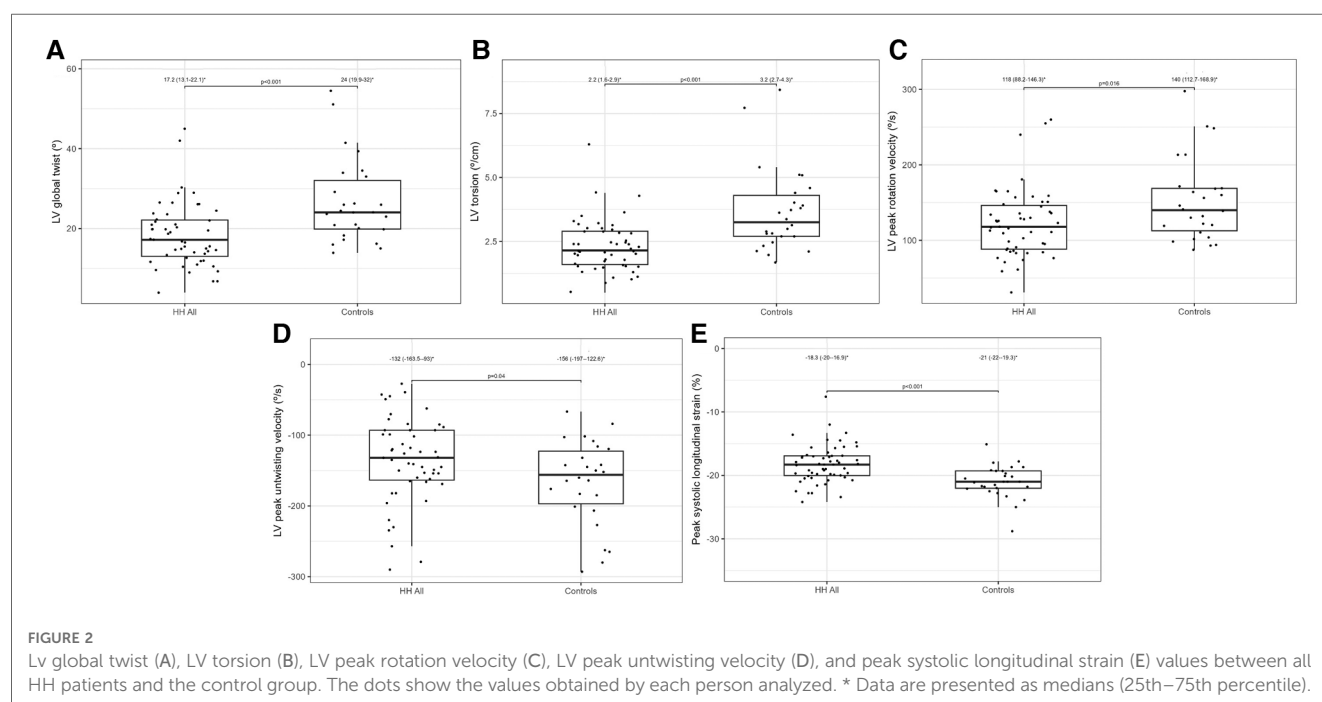 A
17.2 (13.1-22.1)*
24 (19.9-32)*
p<0.001
60
40
20
LV global twist (º)
HH All
Controls
B
2.2 (1.6-2.9)*
3.2 (2.7-4.3)*
p<0.001
7.5
5.0
2.5
0.0
LV torsion (º/cm)
HH All
Controls
C
118 (88.2-146.3)*
140 (112.7-168.9)*
p=0.016
300
200
100
LV peak rotation velocity (º/s)
HH All
Controls
D
-132 (-163.5--93)*
-156 (-197--122.6)*
p=0.04
0
-100
-200
-300
LV peak untwisting velocity (º/s)
HH All
Controls
E
-18.3 (-20--16.9)*
-21 (-22--19.3)*
p<0.001
0
-10
-20
-30
Peak systolic longitudinal strain (%)
HH All
Controls
FIGURE 2
Lv global twist (A), LV torsion (B), LV peak rotation velocity (C), LV peak untwisting velocity (D), and peak systolic longitudinal strain (E) values between all
HH patients and the control group. The dots show the values obtained by each person analyzed. * Data are presented as medians (25th–75th percentile).